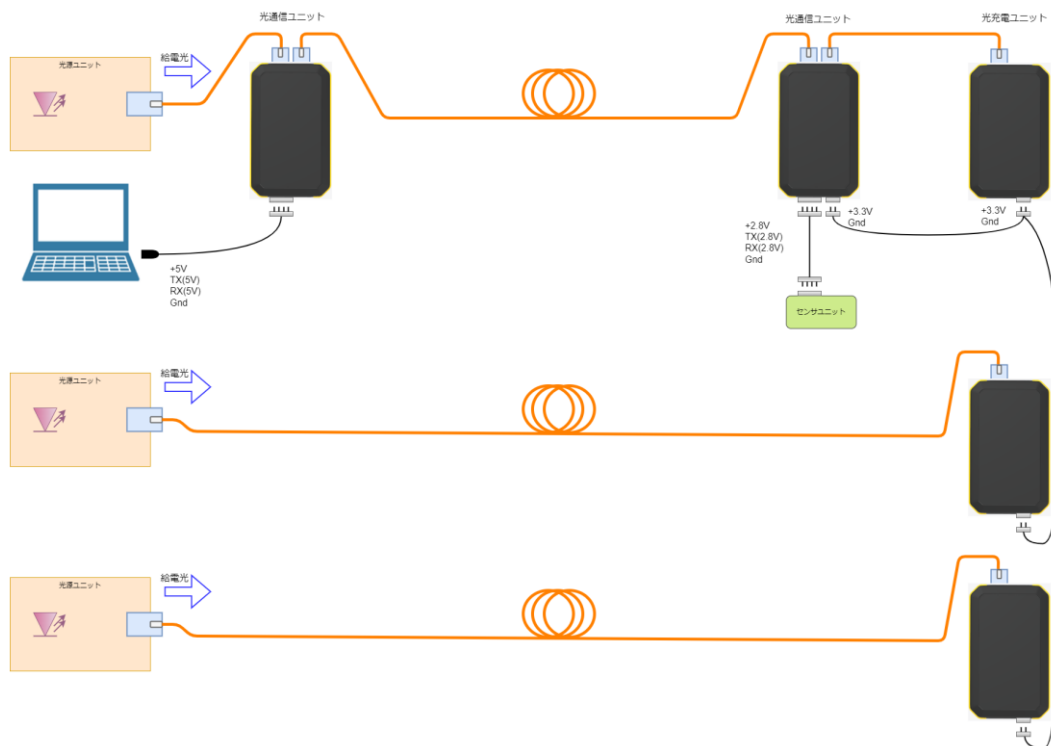 光通信ユニット
光通信ユニット
光充電ユニット
光源ユニット
給電光
+5V
TX(5V)
RX(5V)
Gnd
+2.8V
TX(2.8V)
RX(2.8V)
Gnd
+3.3V
Gnd
+3.3V
Gnd
センサユニット
光源ユニット
給電光
光源ユニット
給電光